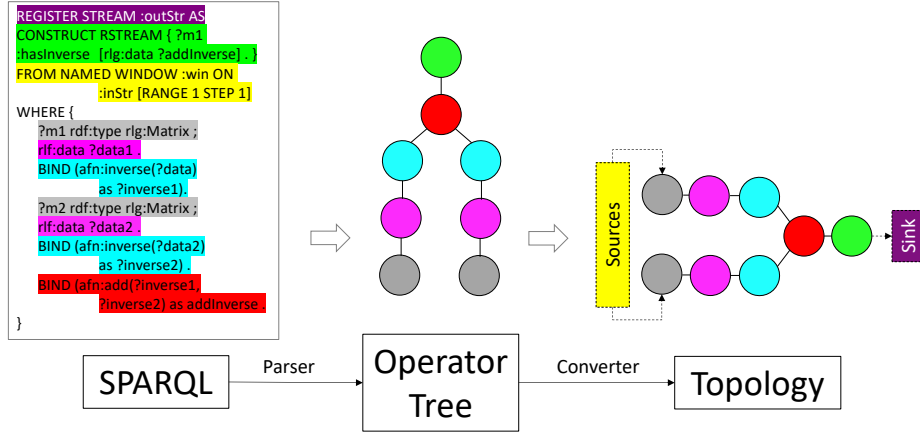 REGISTER STREAM :outStr AS
CONSTRUCT RSTREAM { ?m1
:hasInverse [rlg:data ?addInverse] . }
FROM NAMED WINDOW :win ON
:inStr [RANGE 1 STEP 1]
WHERE {
?m1 rdf:type rlg:Matrix ;
rlf:data ?data1 .
BIND (afn:inverse(?data)
as ?inverse1).
?m2 rdf:type rlg:Matrix ;
rlf:data ?data2 .
BIND (afn:inverse(?data2)
as ?inverse2) .
BIND (afn:add(?inverse1,
?inverse2) as addInverse .
}
Sources
Sink
SPARQL
Parser
Operator
Tree
Converter
Topology